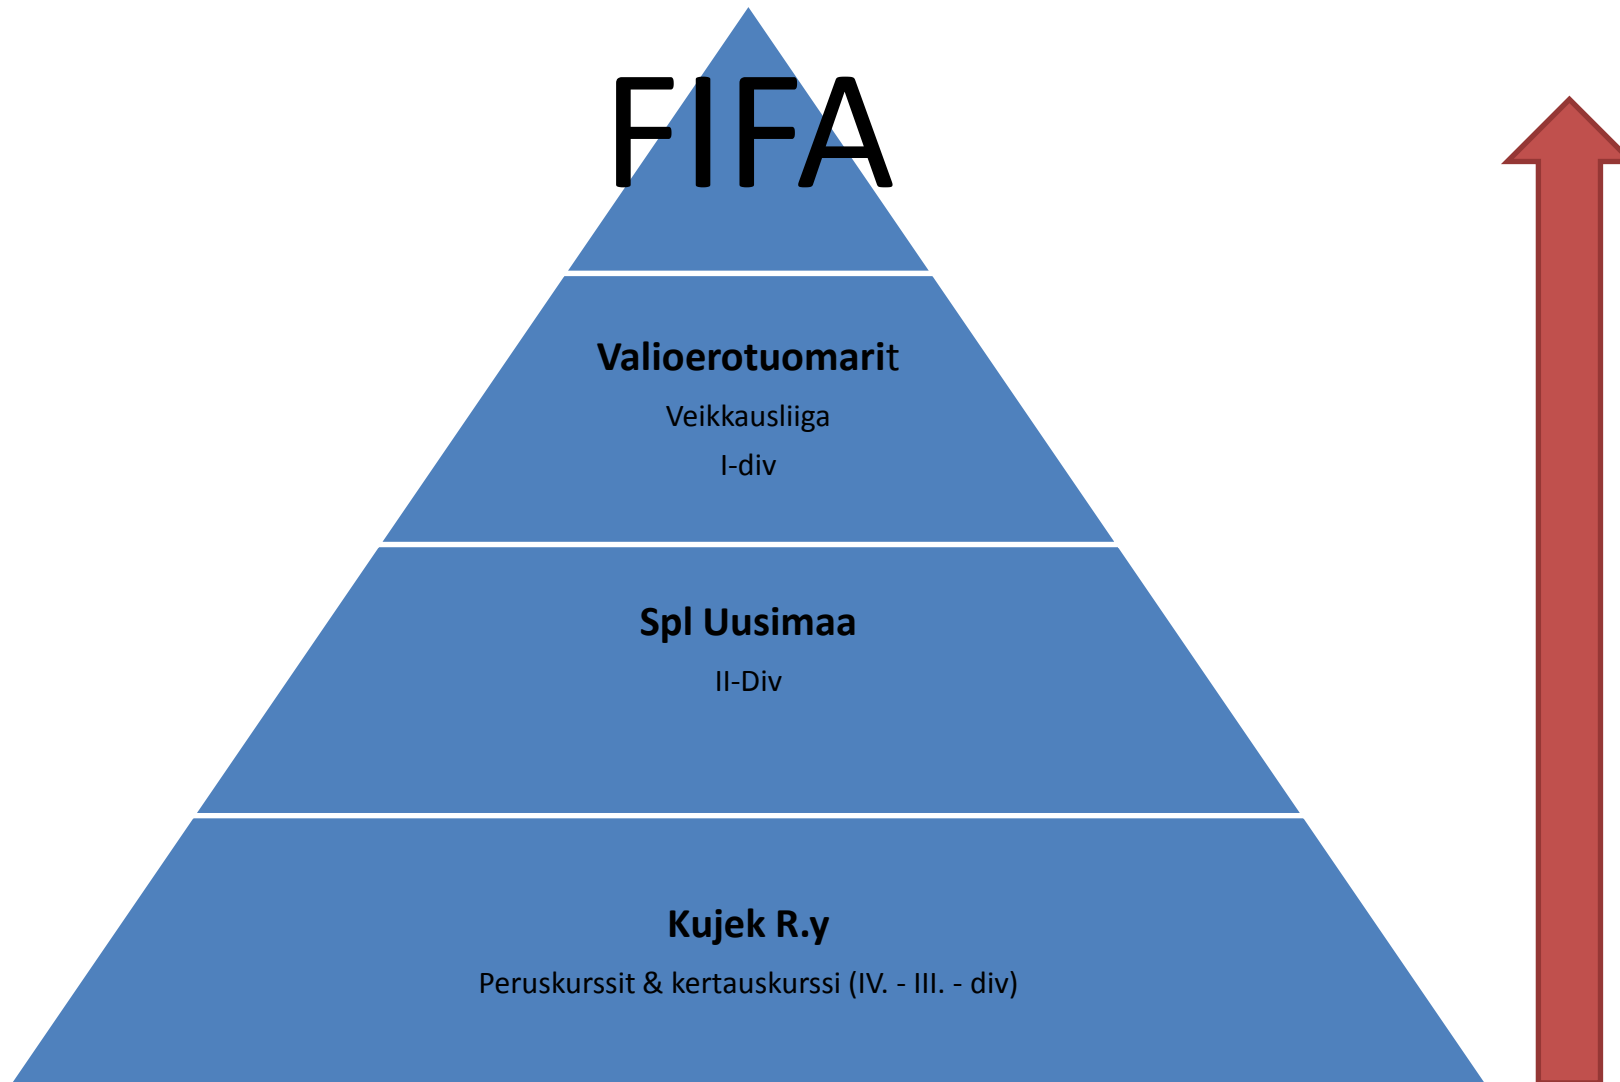 FIFA
Valioerotuomarit
Veikkausliiga
I-div
Spl Uusimaa
II-Div
Kujek R.y
Peruskurssit & kertauskurssi (IV. - III. - div)